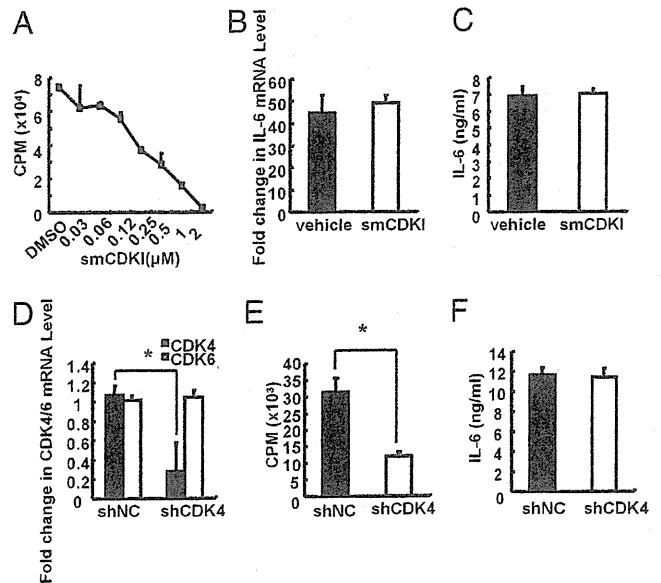 A
CPM (x10⁴)
8
6
4
2
0
DMSO
0.03
0.06
0.12
0.25
0.5
1
2
smCDKI(μM)
B
Fold change in IL-6 mRNA Level
60
50
40
30
20
10
0
vehicle
smCDKI
C
IL-6 (ng/ml)
8
7
6
5
4
3
2
1
0
vehicle
smCDKI
D
Fold change in CDK4/6 mRNA Level
CDK4
CDK6
1.4
1.2
1
0.8
0.6
0.4
0.2
0
*
shNC
shCDK4
E
CPM (x10³)
40
35
30
25
20
15
10
5
0
*
shNC
shCDK4
F
IL-6 (ng/ml)
14
12
10
8
6
4
2
0
shNC
shCDK4